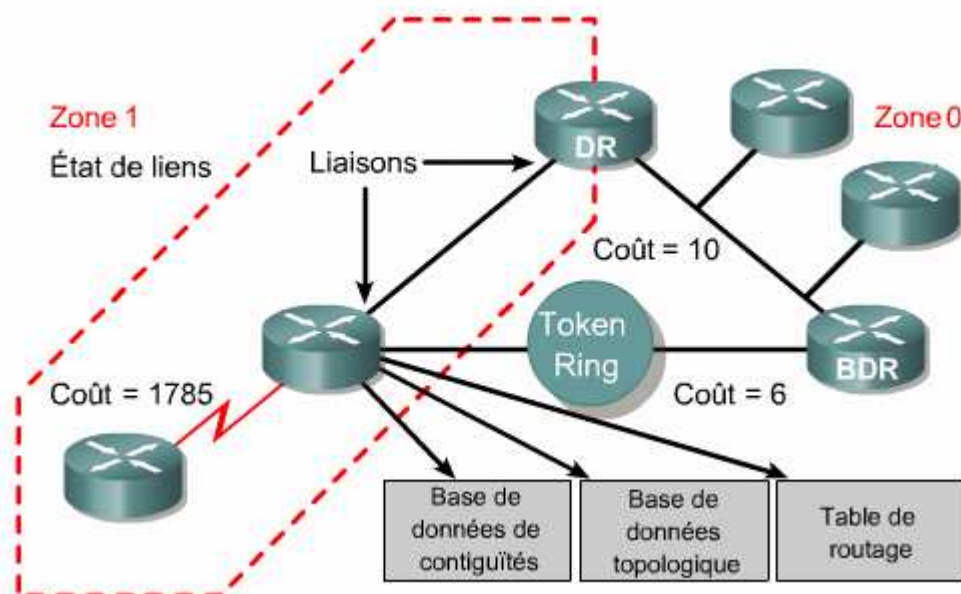 Zone 1
État de liens
Liaisons
DR
Zone 0
Coût = 10
Token
Ring
BDR
Coût = 6
Coût = 1785
Base de
données de
contiguïtés
Base de
données
topologique
Table de
routage